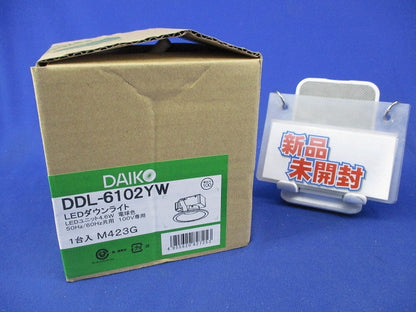 DAIKO
DDL-6102YW
LEDダウンライト
LEDユニット4.6W 電球色
50Hz/60Hz共用 100V専用
1台入 M423G
新品
未開封